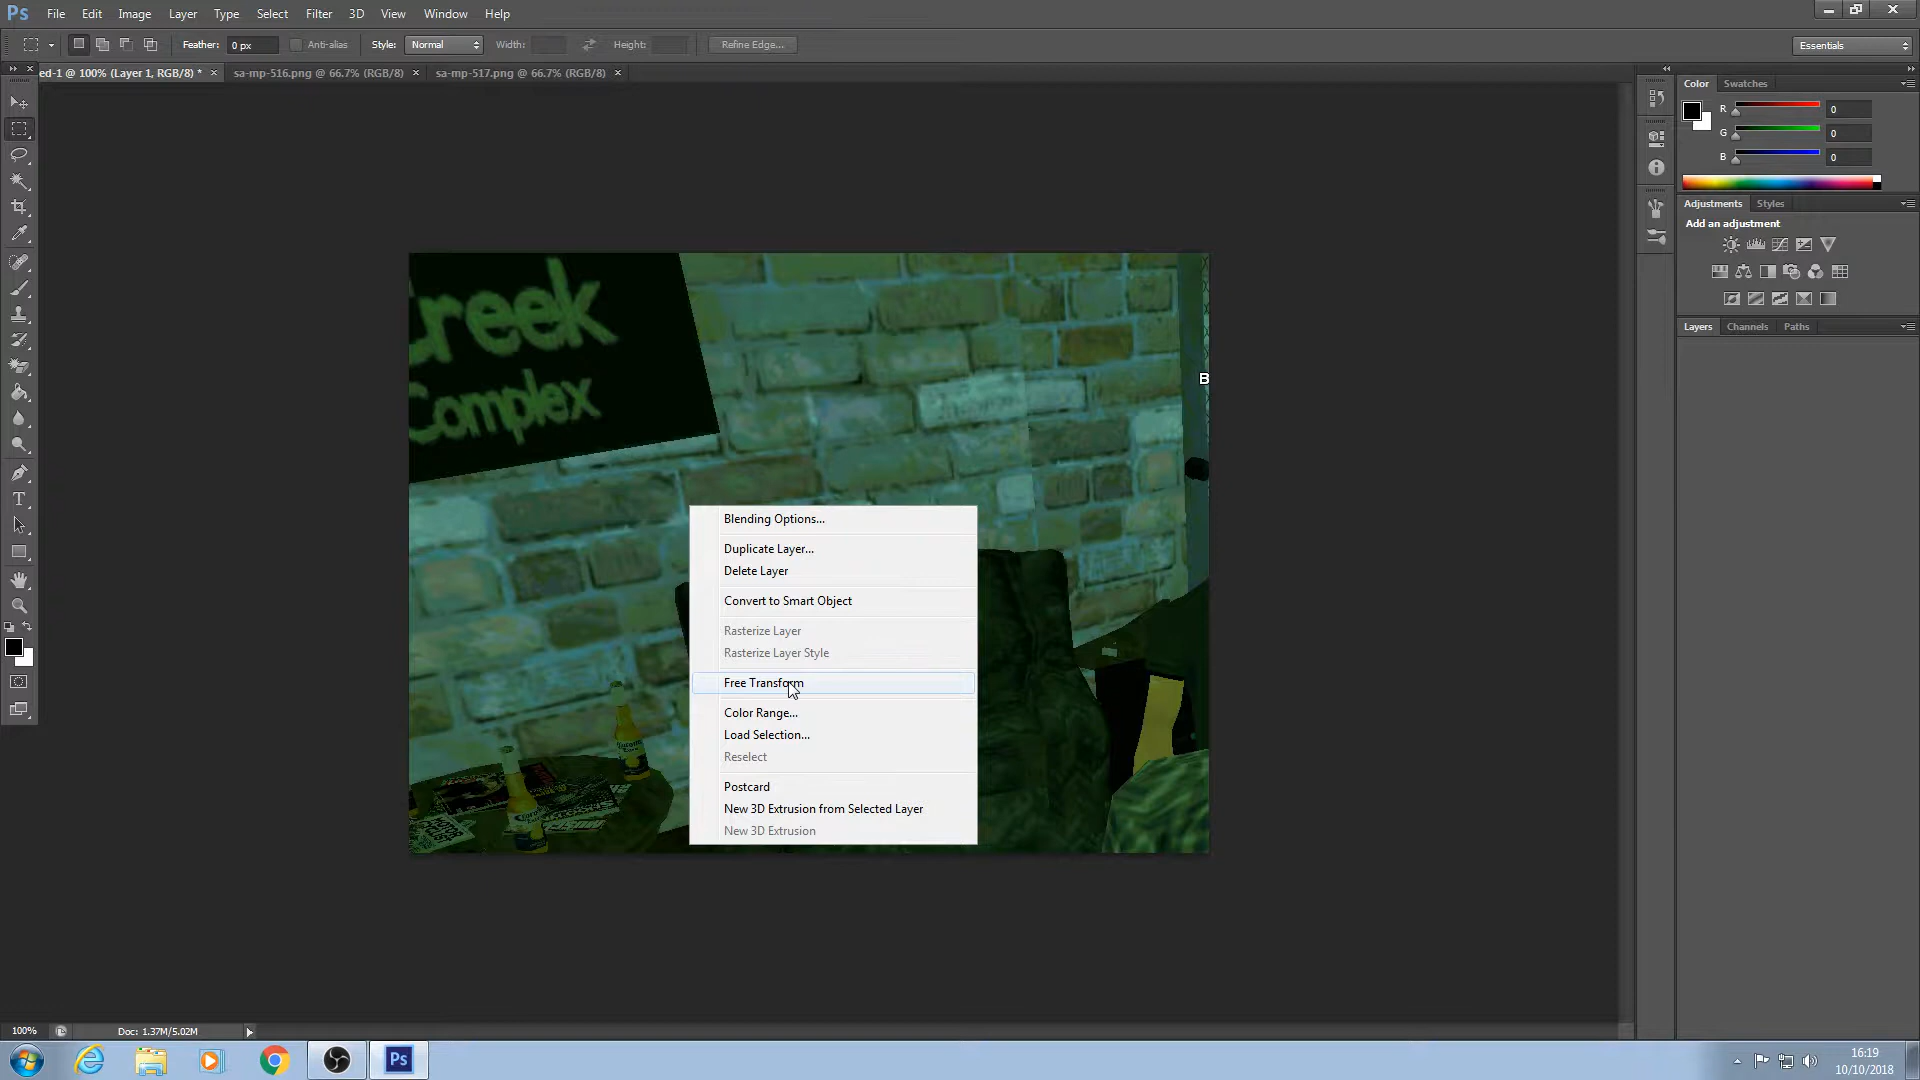 Ps File Edit Image Layer Type Select Filter 3D View Window Help
Feather: 0 px Anti-alias Style: Normal Width: Height: Refine Edge... Essentials
ed-1 @ 100% (Layer 1, RGB/8) * × sa-mp-516.png @ 66.7% (RGB/8) × sa-mp-517.png @ 66.7% (RGB/8) ×
Color Swatches
R 0
G 0
B 0
Adjustments Styles
Add an adjustment
Layers Channels Paths
Creek
Complex
B
Blending Options...
Duplicate Layer...
Delete Layer
Convert to Smart Object
Rasterize Layer
Rasterize Layer Style
Free Transform
Color Range...
Load Selection...
Reselect
Postcard
New 3D Extrusion from Selected Layer
New 3D Extrusion
T
100% Doc: 1.37M/5.02M
Ps
16:19
10/10/2018